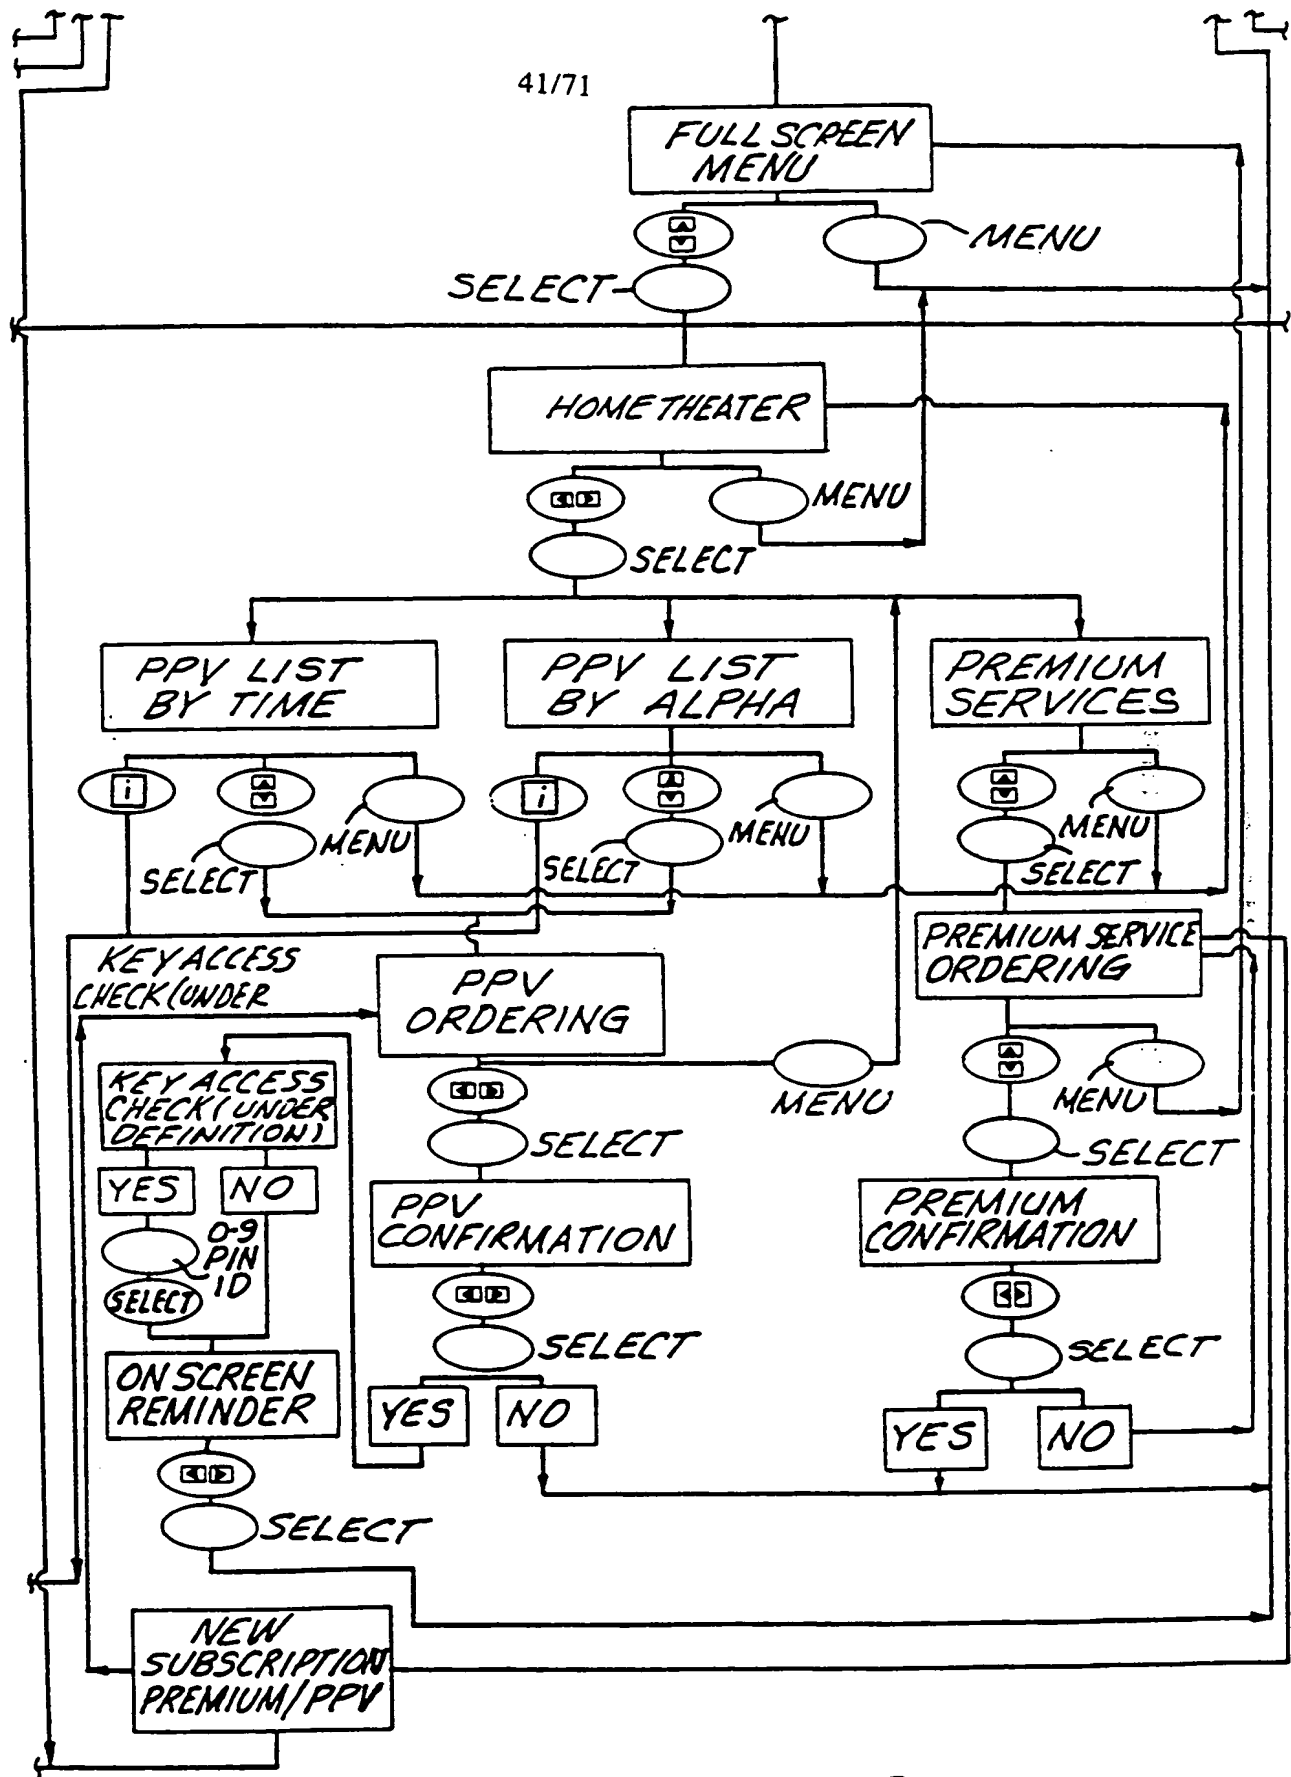 41/71
FULL SCREEN
MENU
MENU
SELECT
HOME THEATER
MENU
SELECT
PPV LIST
BY TIME
PPV LIST
BY ALPHA
PREMIUM
SERVICES
i
i
SELECT
MENU
SELECT
MENU
MENU
SELECT
KEY ACCESS
CHECK (UNDER
PPV
ORDERING
PREMIUM SERVICE
ORDERING
KEY ACCESS
CHECK (UNDER
DEFINITION)
MENU
MENU
SELECT
SELECT
YES
NO
0-9
PIN
ID
SELECT
PPV
CONFIRMATION
PREMIUM
CONFIRMATION
SELECT
SELECT
ON SCREEN
REMINDER
YES
NO
YES
NO
SELECT
NEW
SUBSCRIPTION
PREMIUM/PPV